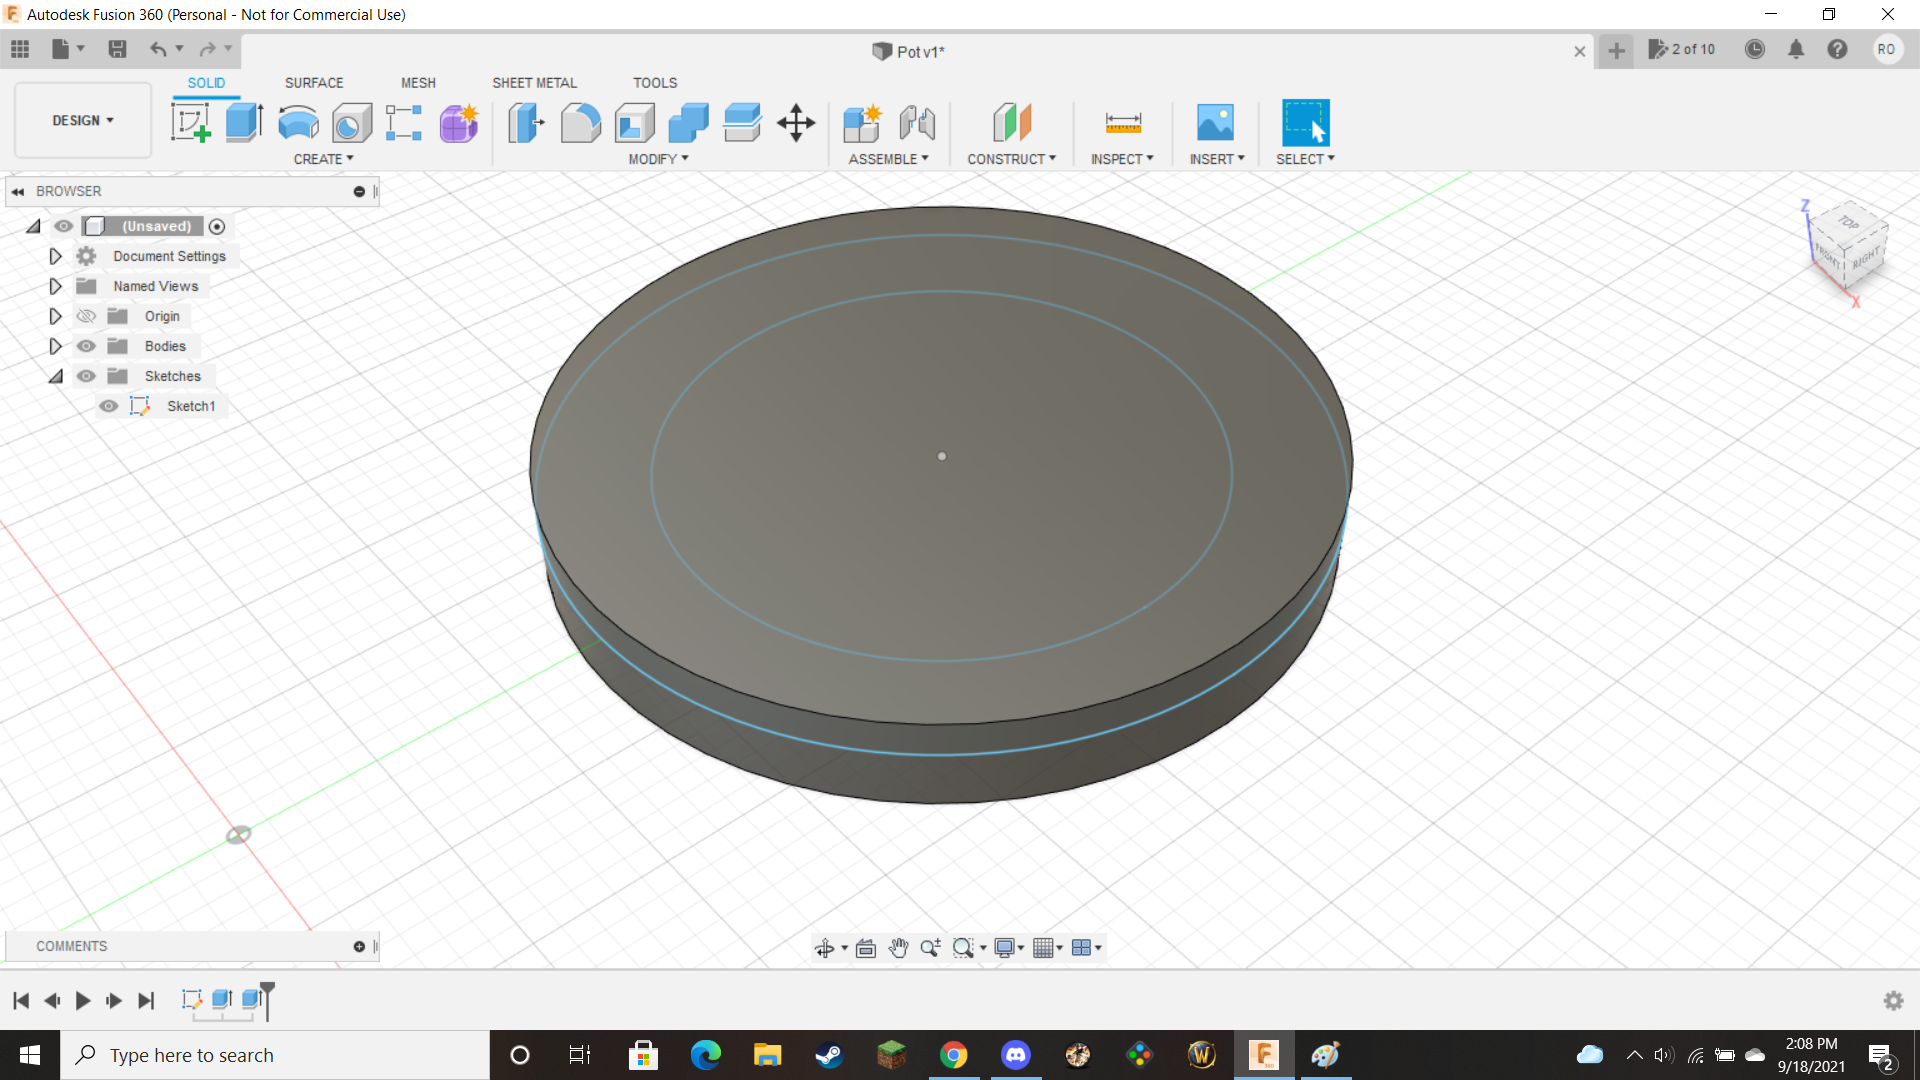 Autodesk Fusion 360 (Personal - Not for Commercial Use)
Pot v1*
2 of 10
RO
SOLID SURFACE MESH SHEET METAL TOOLS
DESIGN
CREATE MODIFY ASSEMBLE CONSTRUCT INSPECT INSERT SELECT
BROWSER
(Unsaved)
Document Settings
Named Views
Origin
Bodies
Sketches
Sketch1
Z
TOP
FRONT
RIGHT
X
COMMENTS
Type here to search
2:08 PM
9/18/2021
2